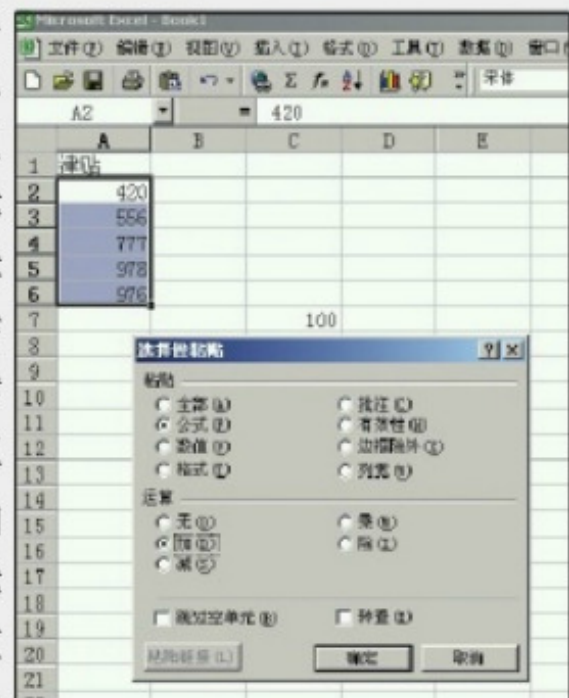 Microsoft Excel - Book1
文件(F) 编辑(E) 视图(V) 插入(I) 格式(O) 工具(T) 数据(D) 窗口
宋体
A2 = 420
A B C D E
1 津贴
2 420
3 556
4 777
5 978
6 976
7 100
8
选择性粘贴
9
粘贴
10 全部(A) 批注(C)
11 公式(F) 有效性(N)
12 数值(V) 边框除外(X)
13 格式(T) 列宽(W)
14
运算
15 无(O) 乘(M)
16 加(D) 除(I)
17 减(S)
18
跳过空单元(B) 转置(E)
19
20 粘贴链接(L) 确定 取消
21